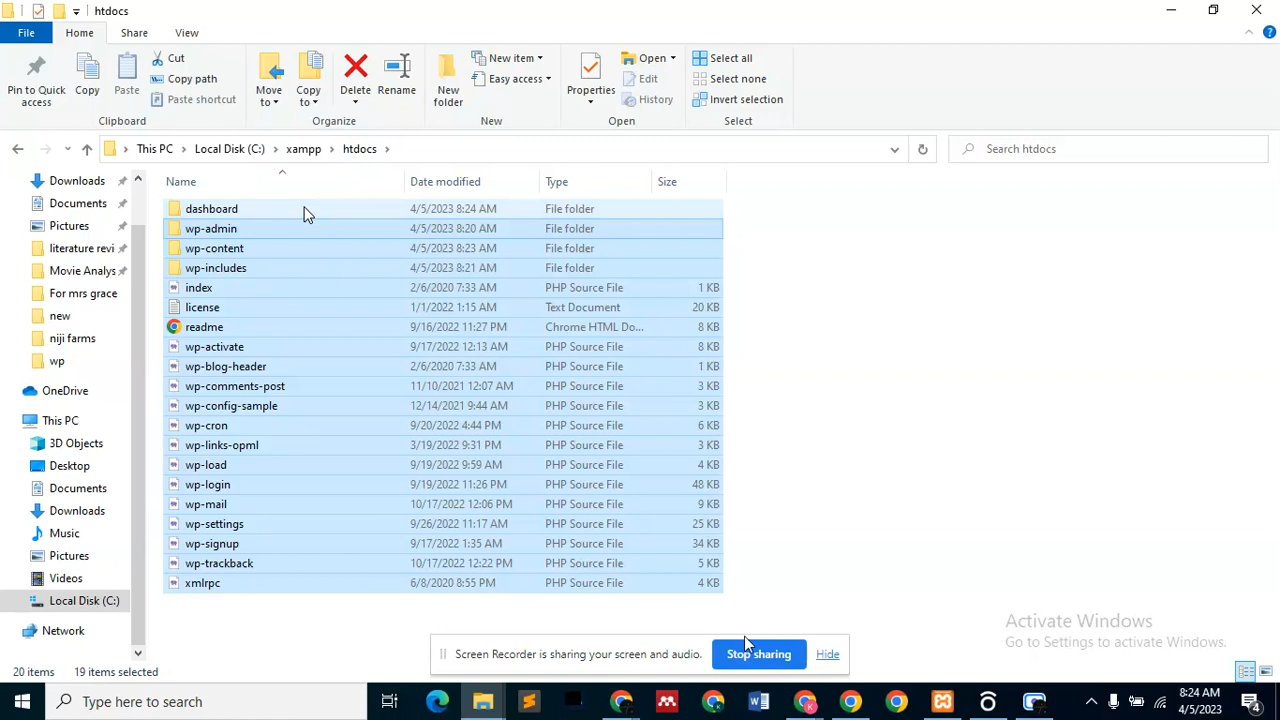 htdocs
File Home Share View
Pin to Quick access
Copy
Paste
Cut
Copy path
Paste shortcut
Clipboard
Move to
Copy to
Delete
Rename
Organize
New folder
New item
Easy access
New
Properties
Open
Edit
History
Open
Select all
Select none
Invert selection
Select
This PC > Local Disk (C:) > xampp > htdocs >
Search htdocs
Downloads
Documents
Pictures
literature revi
Movie Analys
For mrs grace
new
niji farms
wp
OneDrive
This PC
3D Objects
Desktop
Documents
Downloads
Music
Pictures
Videos
Local Disk (C:)
Network
Name Date modified Type Size
dashboard 4/5/2023 8:24 AM File folder
wp-admin 4/5/2023 8:20 AM File folder
wp-content 4/5/2023 8:23 AM File folder
wp-includes 4/5/2023 8:21 AM File folder
index 2/6/2020 7:33 AM PHP Source File 1 KB
license 1/1/2022 1:15 AM Text Document 20 KB
readme 9/16/2022 11:27 PM Chrome HTML Do... 8 KB
wp-activate 9/17/2022 12:13 AM PHP Source File 8 KB
wp-blog-header 2/6/2020 7:33 AM PHP Source File 1 KB
wp-comments-post 11/10/2021 12:07 AM PHP Source File 3 KB
wp-config-sample 12/14/2021 9:44 AM PHP Source File 3 KB
wp-cron 9/20/2022 4:44 PM PHP Source File 6 KB
wp-links-opml 3/19/2022 9:31 PM PHP Source File 3 KB
wp-load 9/19/2022 9:59 AM PHP Source File 4 KB
wp-login 9/19/2022 11:26 PM PHP Source File 48 KB
wp-mail 10/17/2022 12:06 PM PHP Source File 9 KB
wp-settings 9/26/2022 11:17 AM PHP Source File 25 KB
wp-signup 9/17/2022 1:35 AM PHP Source File 34 KB
wp-trackback 10/17/2022 12:22 PM PHP Source File 5 KB
xmlrpc 6/8/2020 8:55 PM PHP Source File 4 KB
Activate Windows
Go to Settings to activate Windows.
Screen Recorder is sharing your screen and audio. Stop sharing Hide
20 items 19 items selected
Type here to search
8:24 AM
4/5/2023
4